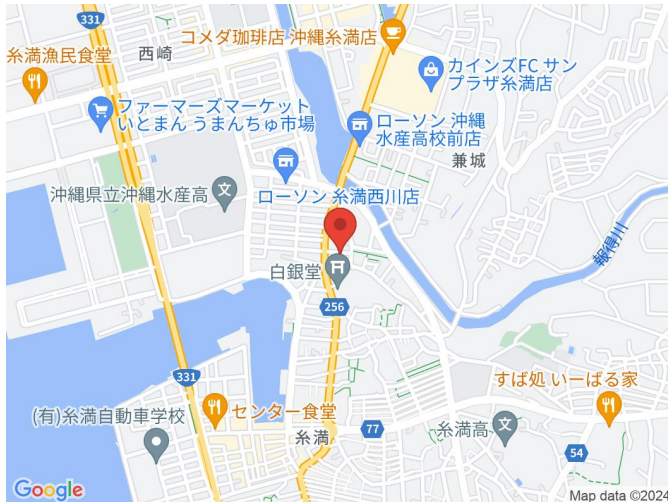 331
西崎
コメダ珈琲店 沖縄糸満店
糸満漁民食堂
カインズFC サン
プラザ糸満店
ファーマーズマーケット
いとまん うまんちゅ市場
ローソン 沖縄
水産高校前店
兼城
沖縄県立沖縄水産高
ローソン 糸満西川店
報得川
白銀堂
256
331
すば処 いーばる家
(有)糸満自動車学校
センター食堂
糸満
77
糸満高
54
Google
Map data ©2024